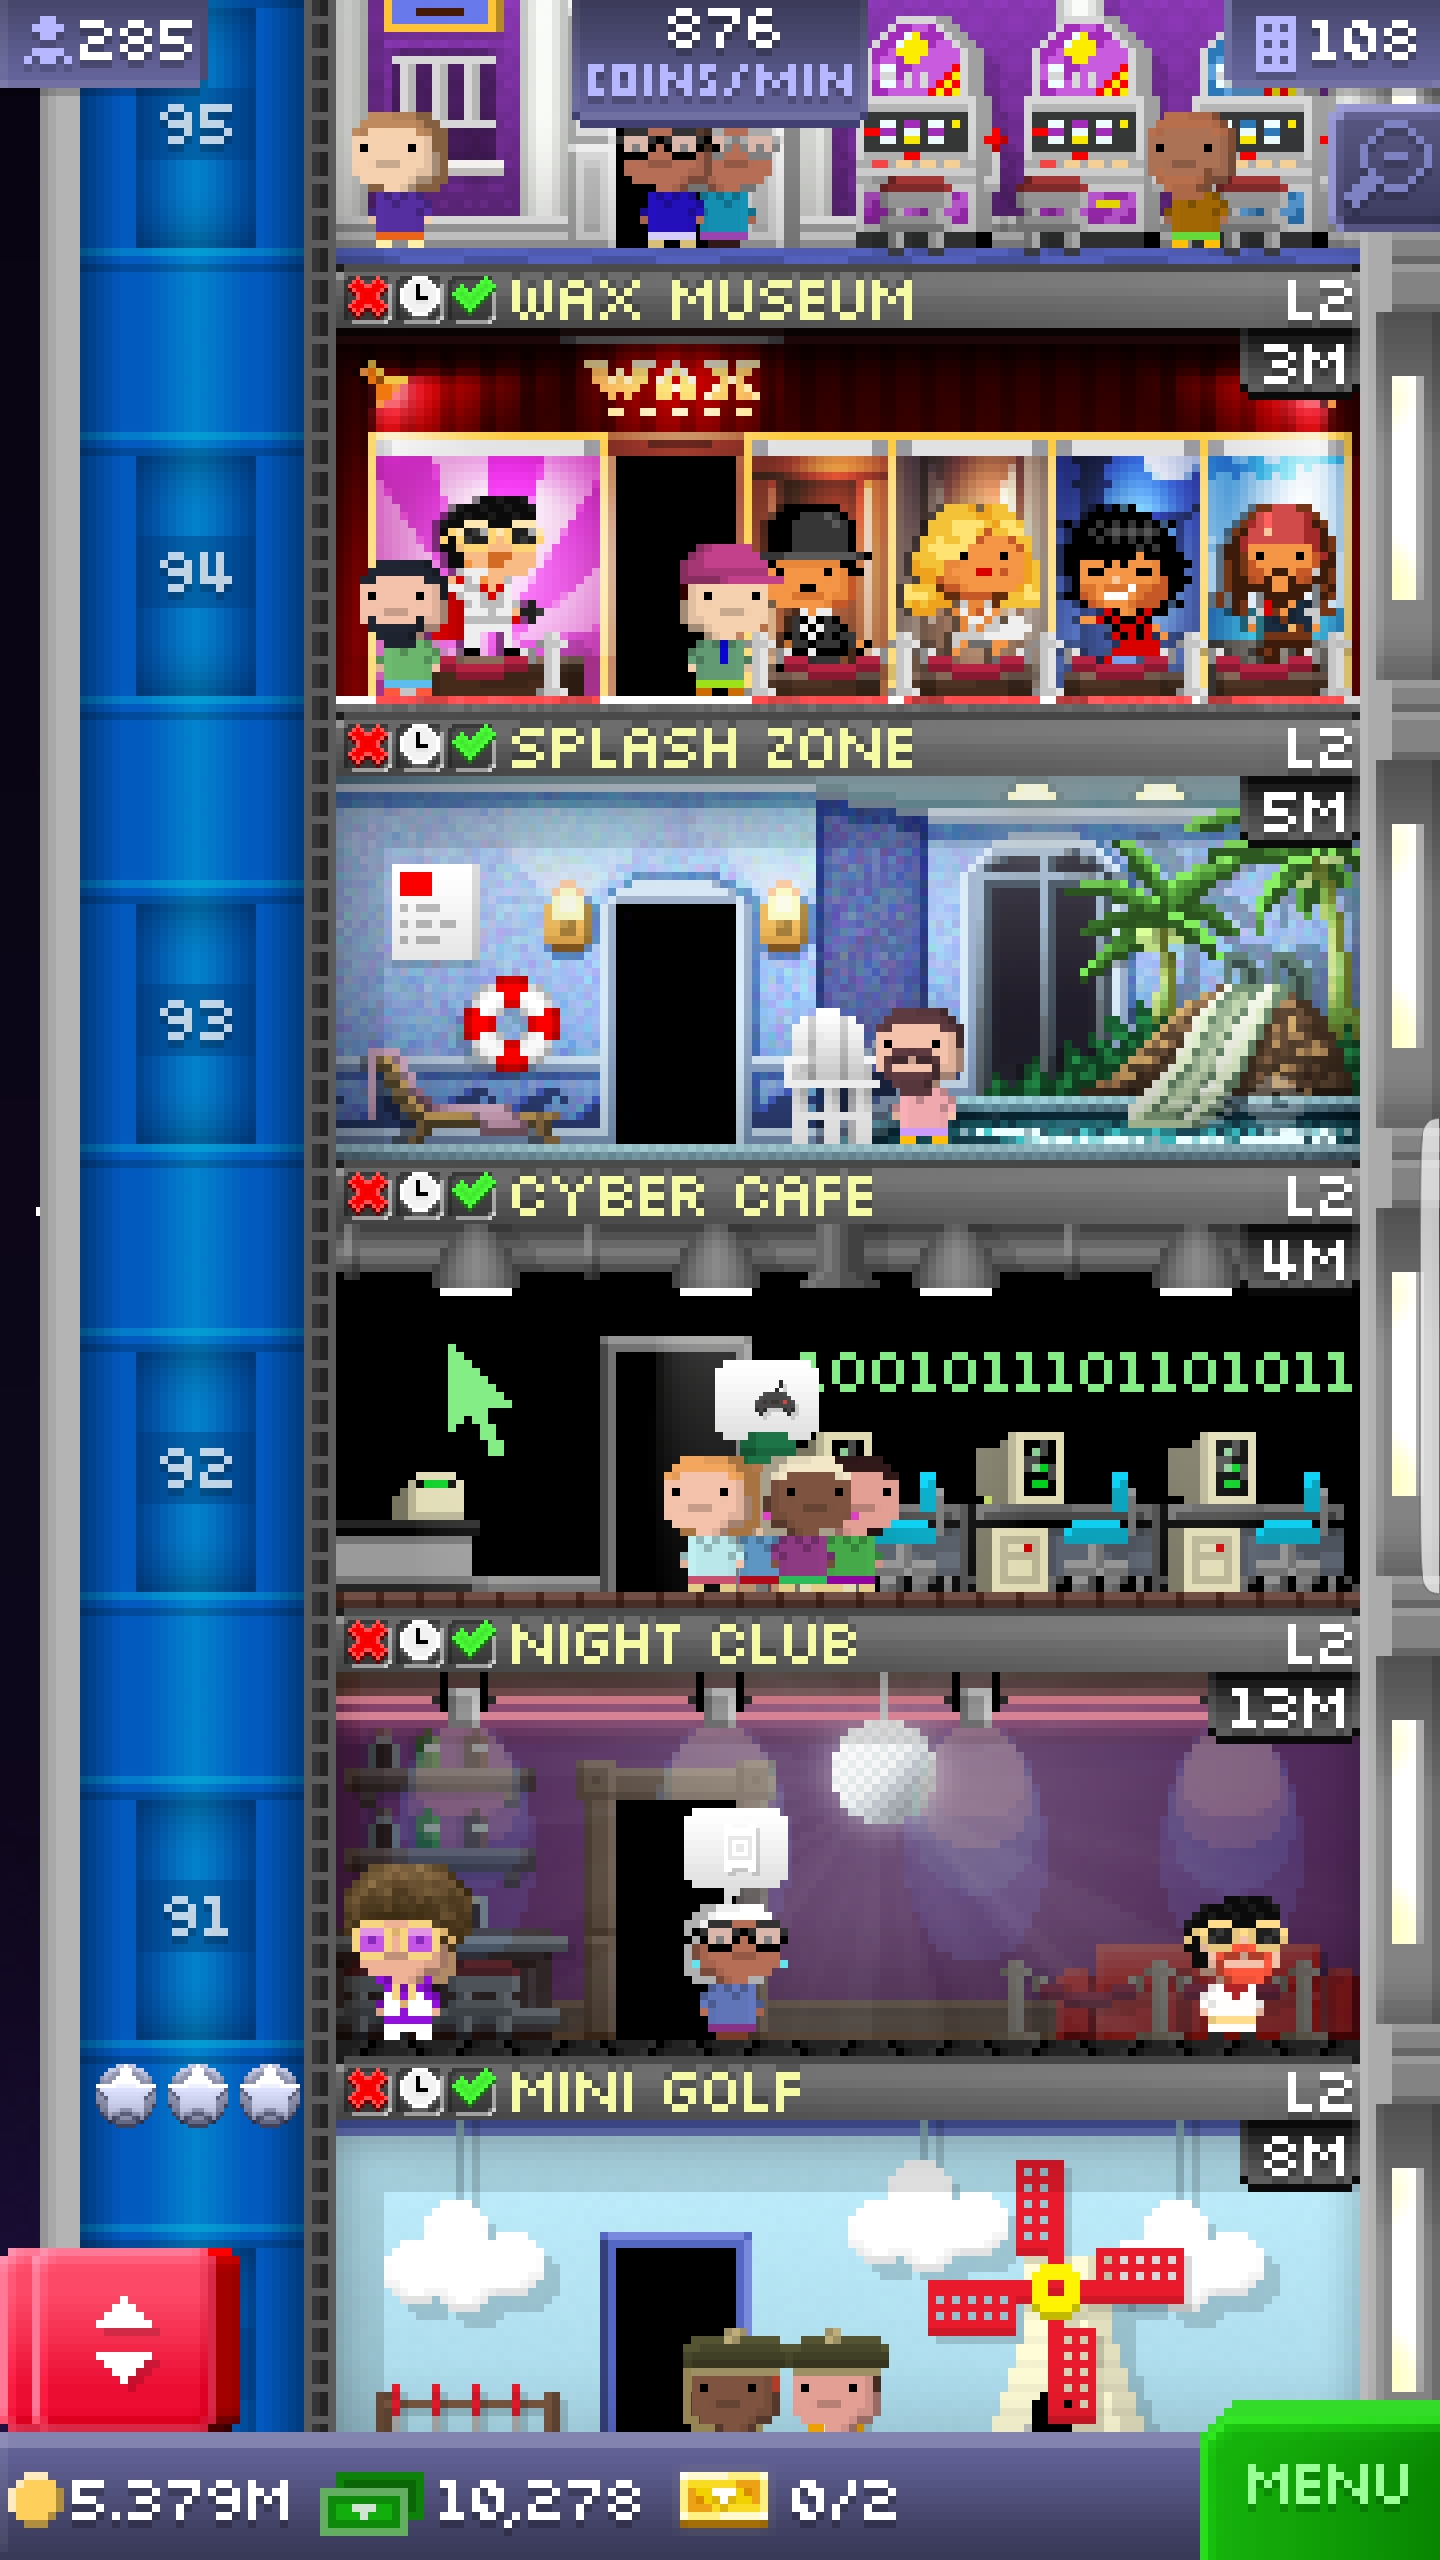 285
876
COINS/MIN
108
95
WAX MUSEUM
L2
3M
WAX
94
SPLASH ZONE
L2
5M
93
CYBER CAFE
L2
4M
1001011101101011
92
NIGHT CLUB
L2
13M
91
MINI GOLF
L2
8M
5.379M
10,278
0/2
MENU